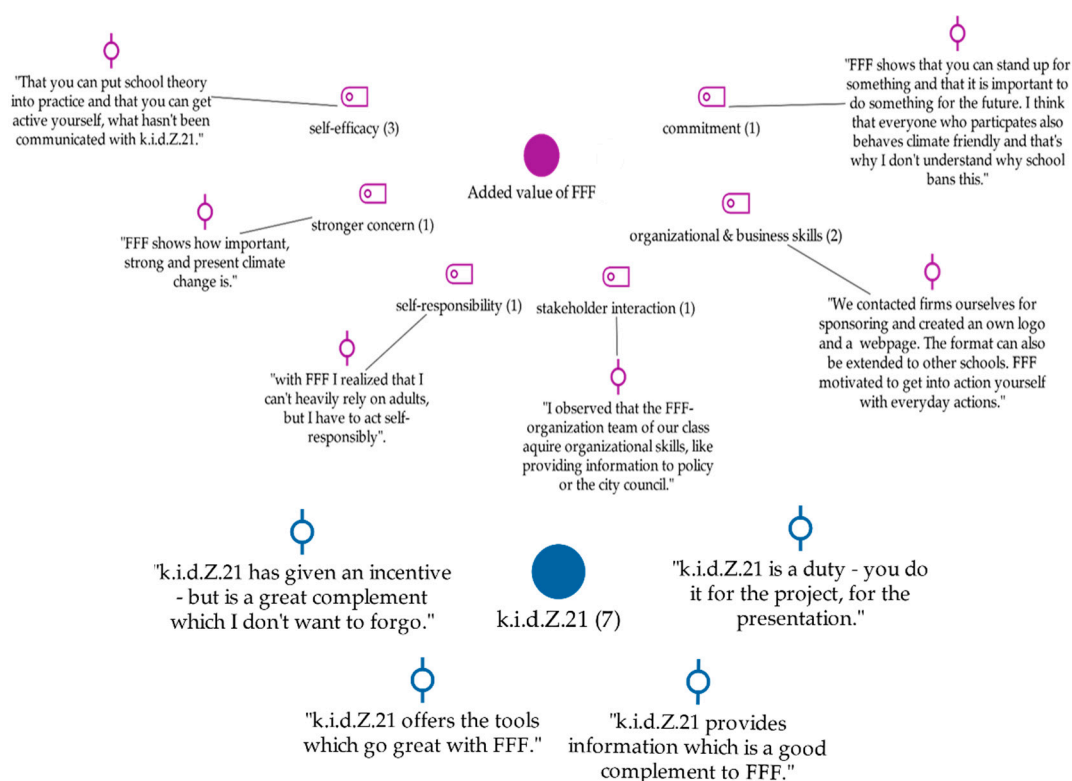 "That you can put school theory
into practice and that you can get
active yourself, what hasn't been
communicated with k.i.d.Z.21."
self-efficacy (3)
commitment (1)
"FFF shows that you can stand up for
something and that it is important to
do something for the future. I think
that everyone who particpates also
behaves climate friendly and that's
why I don't understand why school
bans this."
Added value of FFF
stronger concern (1)
"FFF shows how important,
strong and present climate
change is."
organizational & business skills (2)
"We contacted firms ourselves for
sponsoring and created an own logo
and a webpage. The format can also
be extended to other schools. FFF
motivated to get into action yourself
with everyday actions."
self-responsibility (1)
"with FFF I realized that I
can't heavily rely on adults,
but I have to act self-
responsibly".
stakeholder interaction (1)
"I observed that the FFF-
organization team of our class
aquire organizational skills, like
providing information to policy
or the city council."
"k.i.d.Z.21 has given an incentive
- but is a great complement
which I don't want to forgo."
k.i.d.Z.21 (7)
"k.i.d.Z.21 is a duty - you do
it for the project, for the
presentation."
"k.i.d.Z.21 offers the tools
which go great with FFF."
"k.i.d.Z.21 provides
information which is a good
complement to FFF."